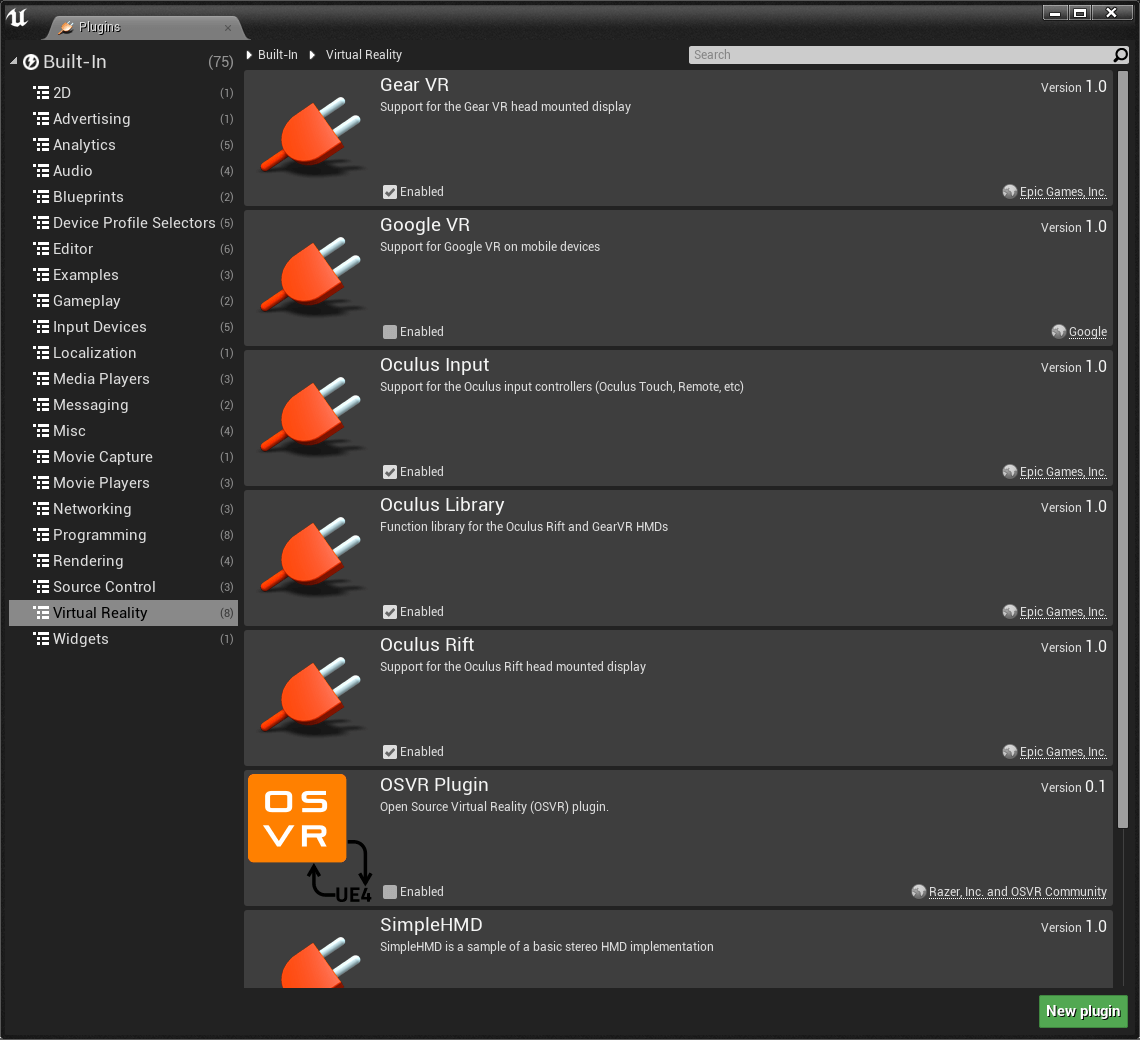 Plugins
Built-In (75)
2D (1)
Advertising (1)
Analytics (5)
Audio (4)
Blueprints (2)
Device Profile Selectors (5)
Editor (6)
Examples (3)
Gameplay (2)
Input Devices (5)
Localization (1)
Media Players (3)
Messaging (2)
Misc (4)
Movie Capture (1)
Movie Players (3)
Networking (3)
Programming (8)
Rendering (4)
Source Control (3)
Virtual Reality (8)
Widgets (1)
Built-In Virtual Reality
Search
Gear VR Version 1.0
Support for the Gear VR head mounted display
Enabled Epic Games, Inc.
Google VR Version 1.0
Support for Google VR on mobile devices
Enabled Google
Oculus Input Version 1.0
Support for the Oculus input controllers (Oculus Touch, Remote, etc)
Enabled Epic Games, Inc.
Oculus Library Version 1.0
Function library for the Oculus Rift and GearVR HMDs
Enabled Epic Games, Inc.
Oculus Rift Version 1.0
Support for the Oculus Rift head mounted display
Enabled Epic Games, Inc.
OS
VR
UE4
OSVR Plugin Version 0.1
Open Source Virtual Reality (OSVR) plugin.
Enabled Razer, Inc. and OSVR Community
SimpleHMD Version 1.0
SimpleHMD is a sample of a basic stereo HMD implementation
New plugin